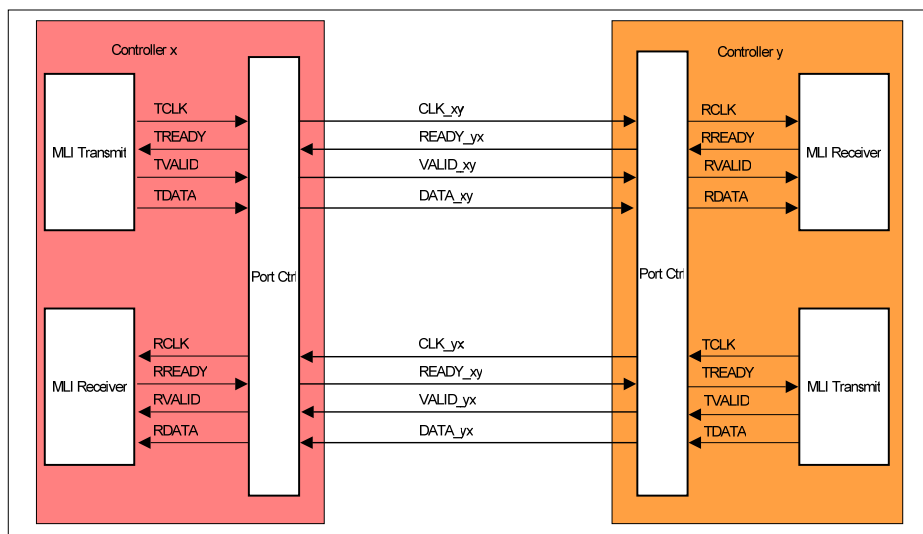 Controller x
Controller y
MLI Transmit
TCLK
TREADY
TVALID
TDATA
Port Ctrl
CLK_xy
READY_yx
VALID_xy
DATA_xy
Port Ctrl
RCLK
RREADY
RVALID
RDATA
MLI Receiver
MLI Receiver
RCLK
RREADY
RVALID
RDATA
CLK_yx
READY_xy
VALID_yx
DATA_yx
TCLK
TREADY
TVALID
TDATA
MLI Transmit